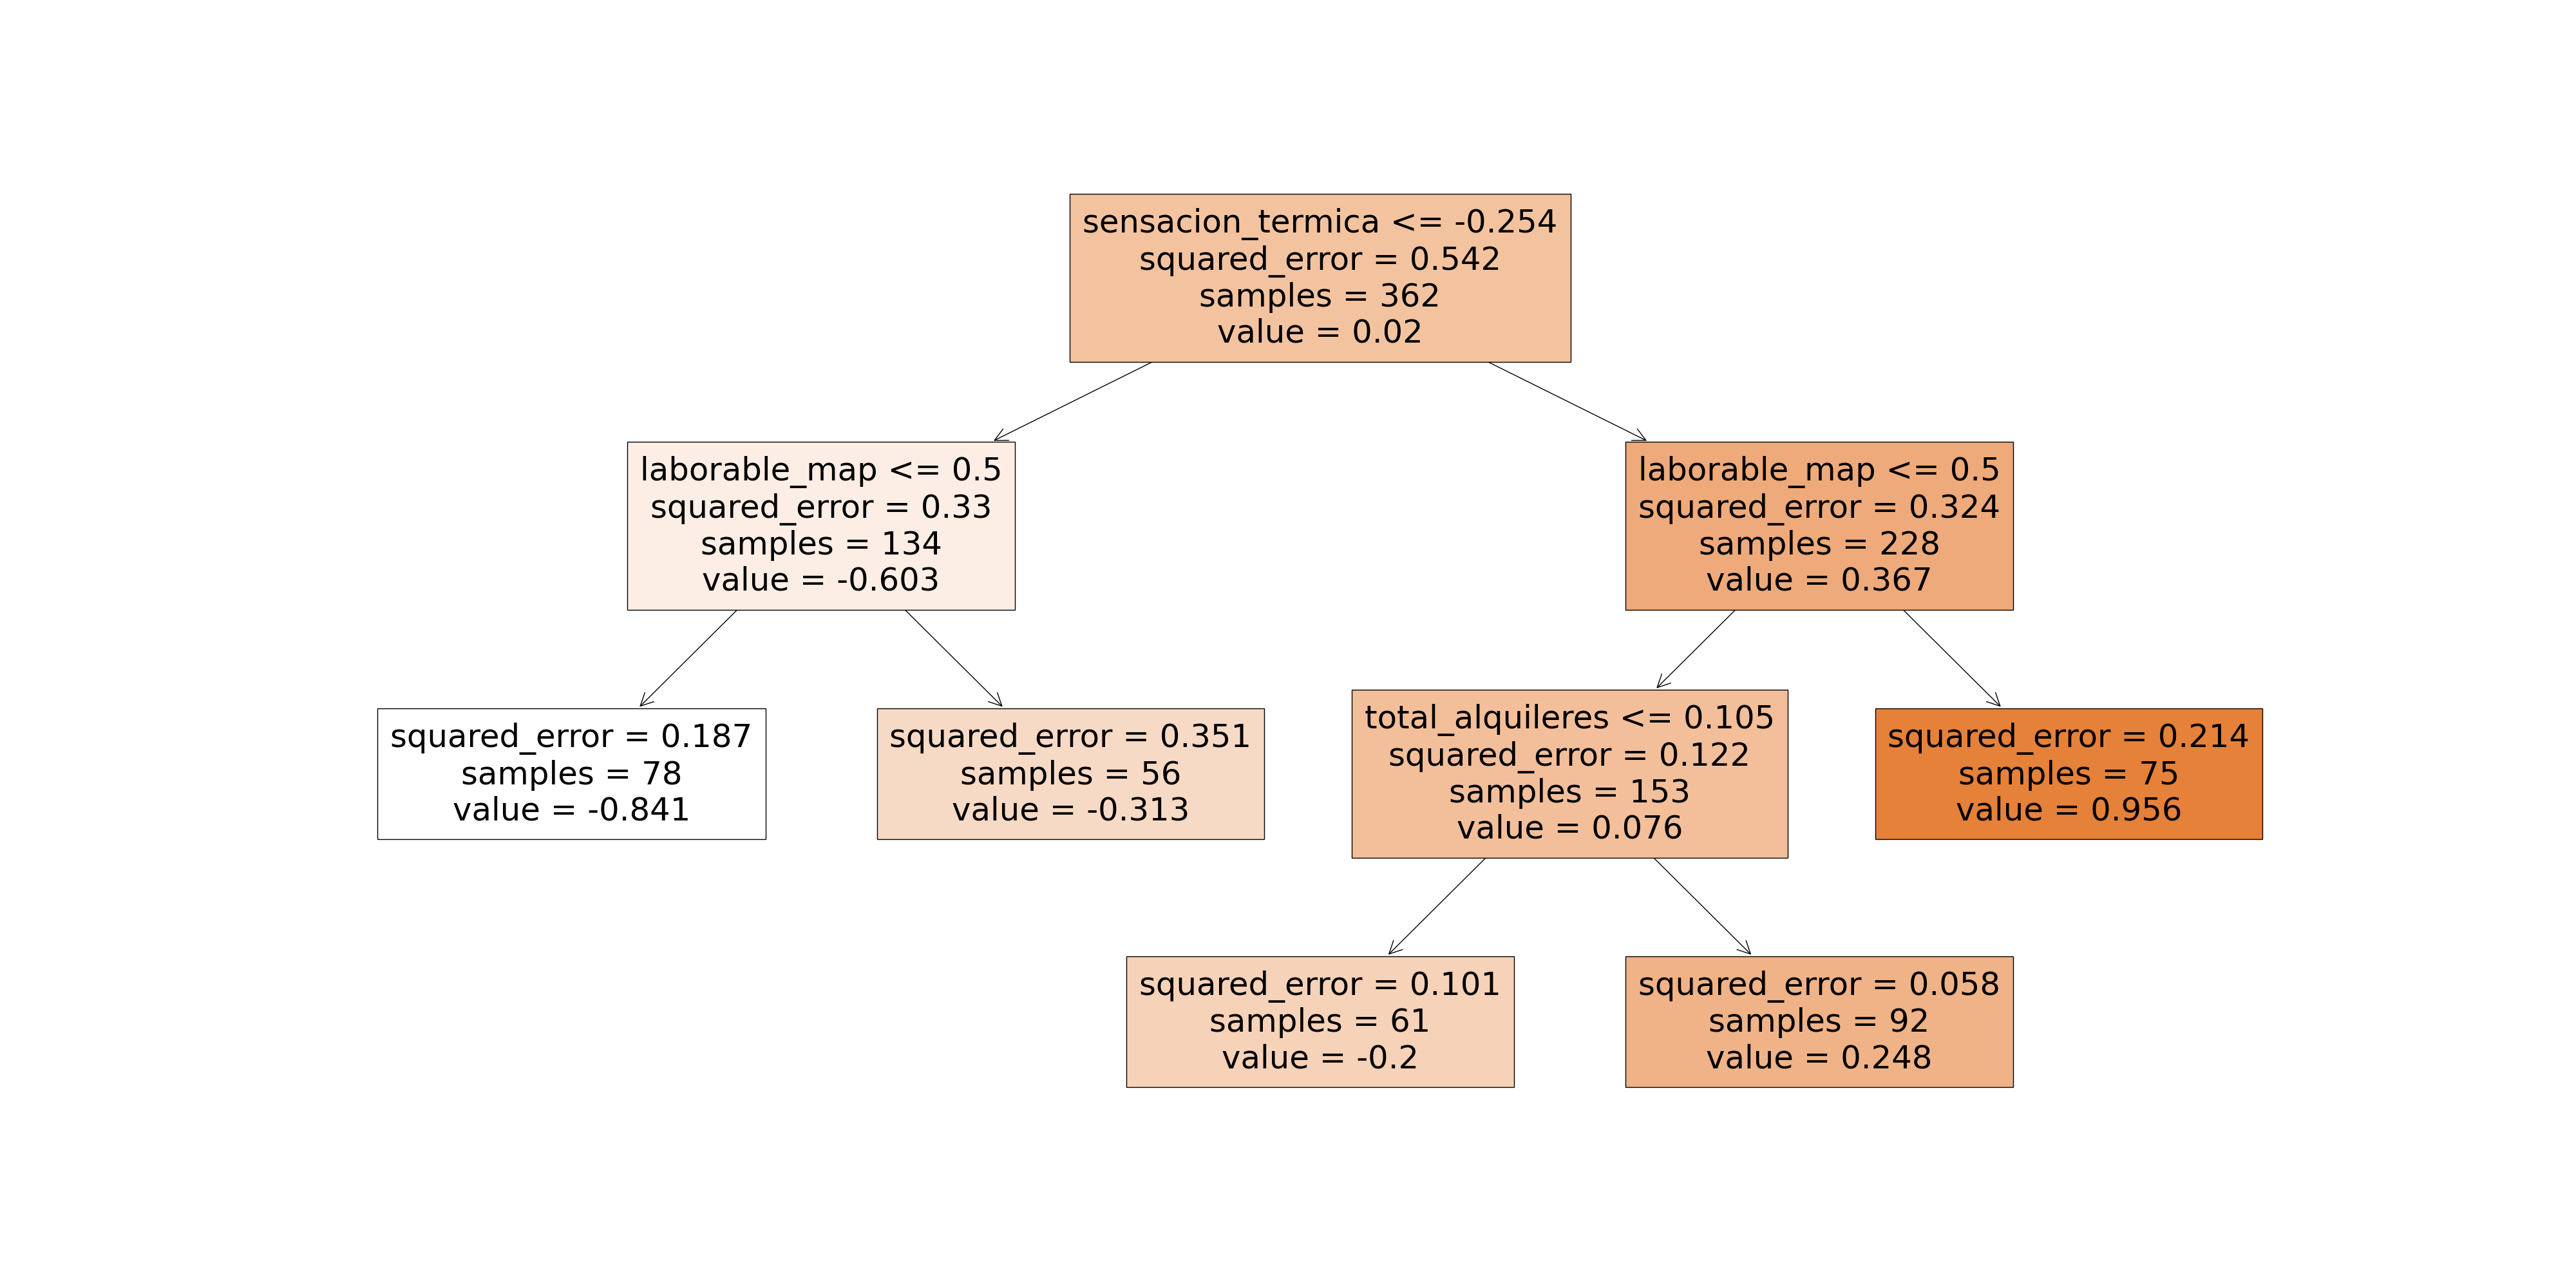 sensacion_termica <= -0.254
squared_error = 0.542
samples = 362
value = 0.02
laborable_map <= 0.5
squared_error = 0.33
samples = 134
value = -0.603
laborable_map <= 0.5
squared_error = 0.324
samples = 228
value = 0.367
squared_error = 0.187
samples = 78
value = -0.841
squared_error = 0.351
samples = 56
value = -0.313
total_alquileres <= 0.105
squared_error = 0.122
samples = 153
value = 0.076
squared_error = 0.214
samples = 75
value = 0.956
squared_error = 0.101
samples = 61
value = -0.2
squared_error = 0.058
samples = 92
value = 0.248